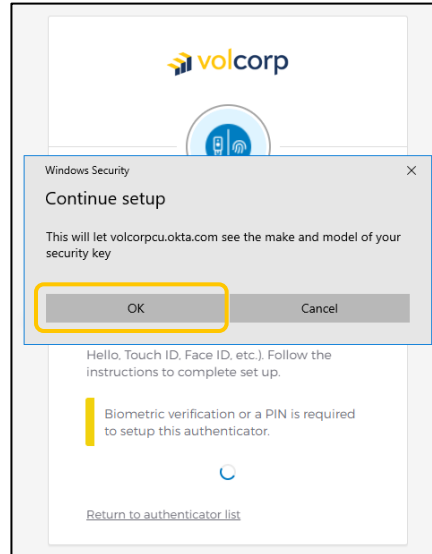 volcorp
Windows Security
Continue setup
This will let volcorpcu.okta.com see the make and model of your
security key
OK
Cancel
Hello, Touch ID, Face ID, etc.). Follow the
instructions to complete set up.
Biometric verification or a PIN is required
to setup this authenticator.
Return to authenticator list